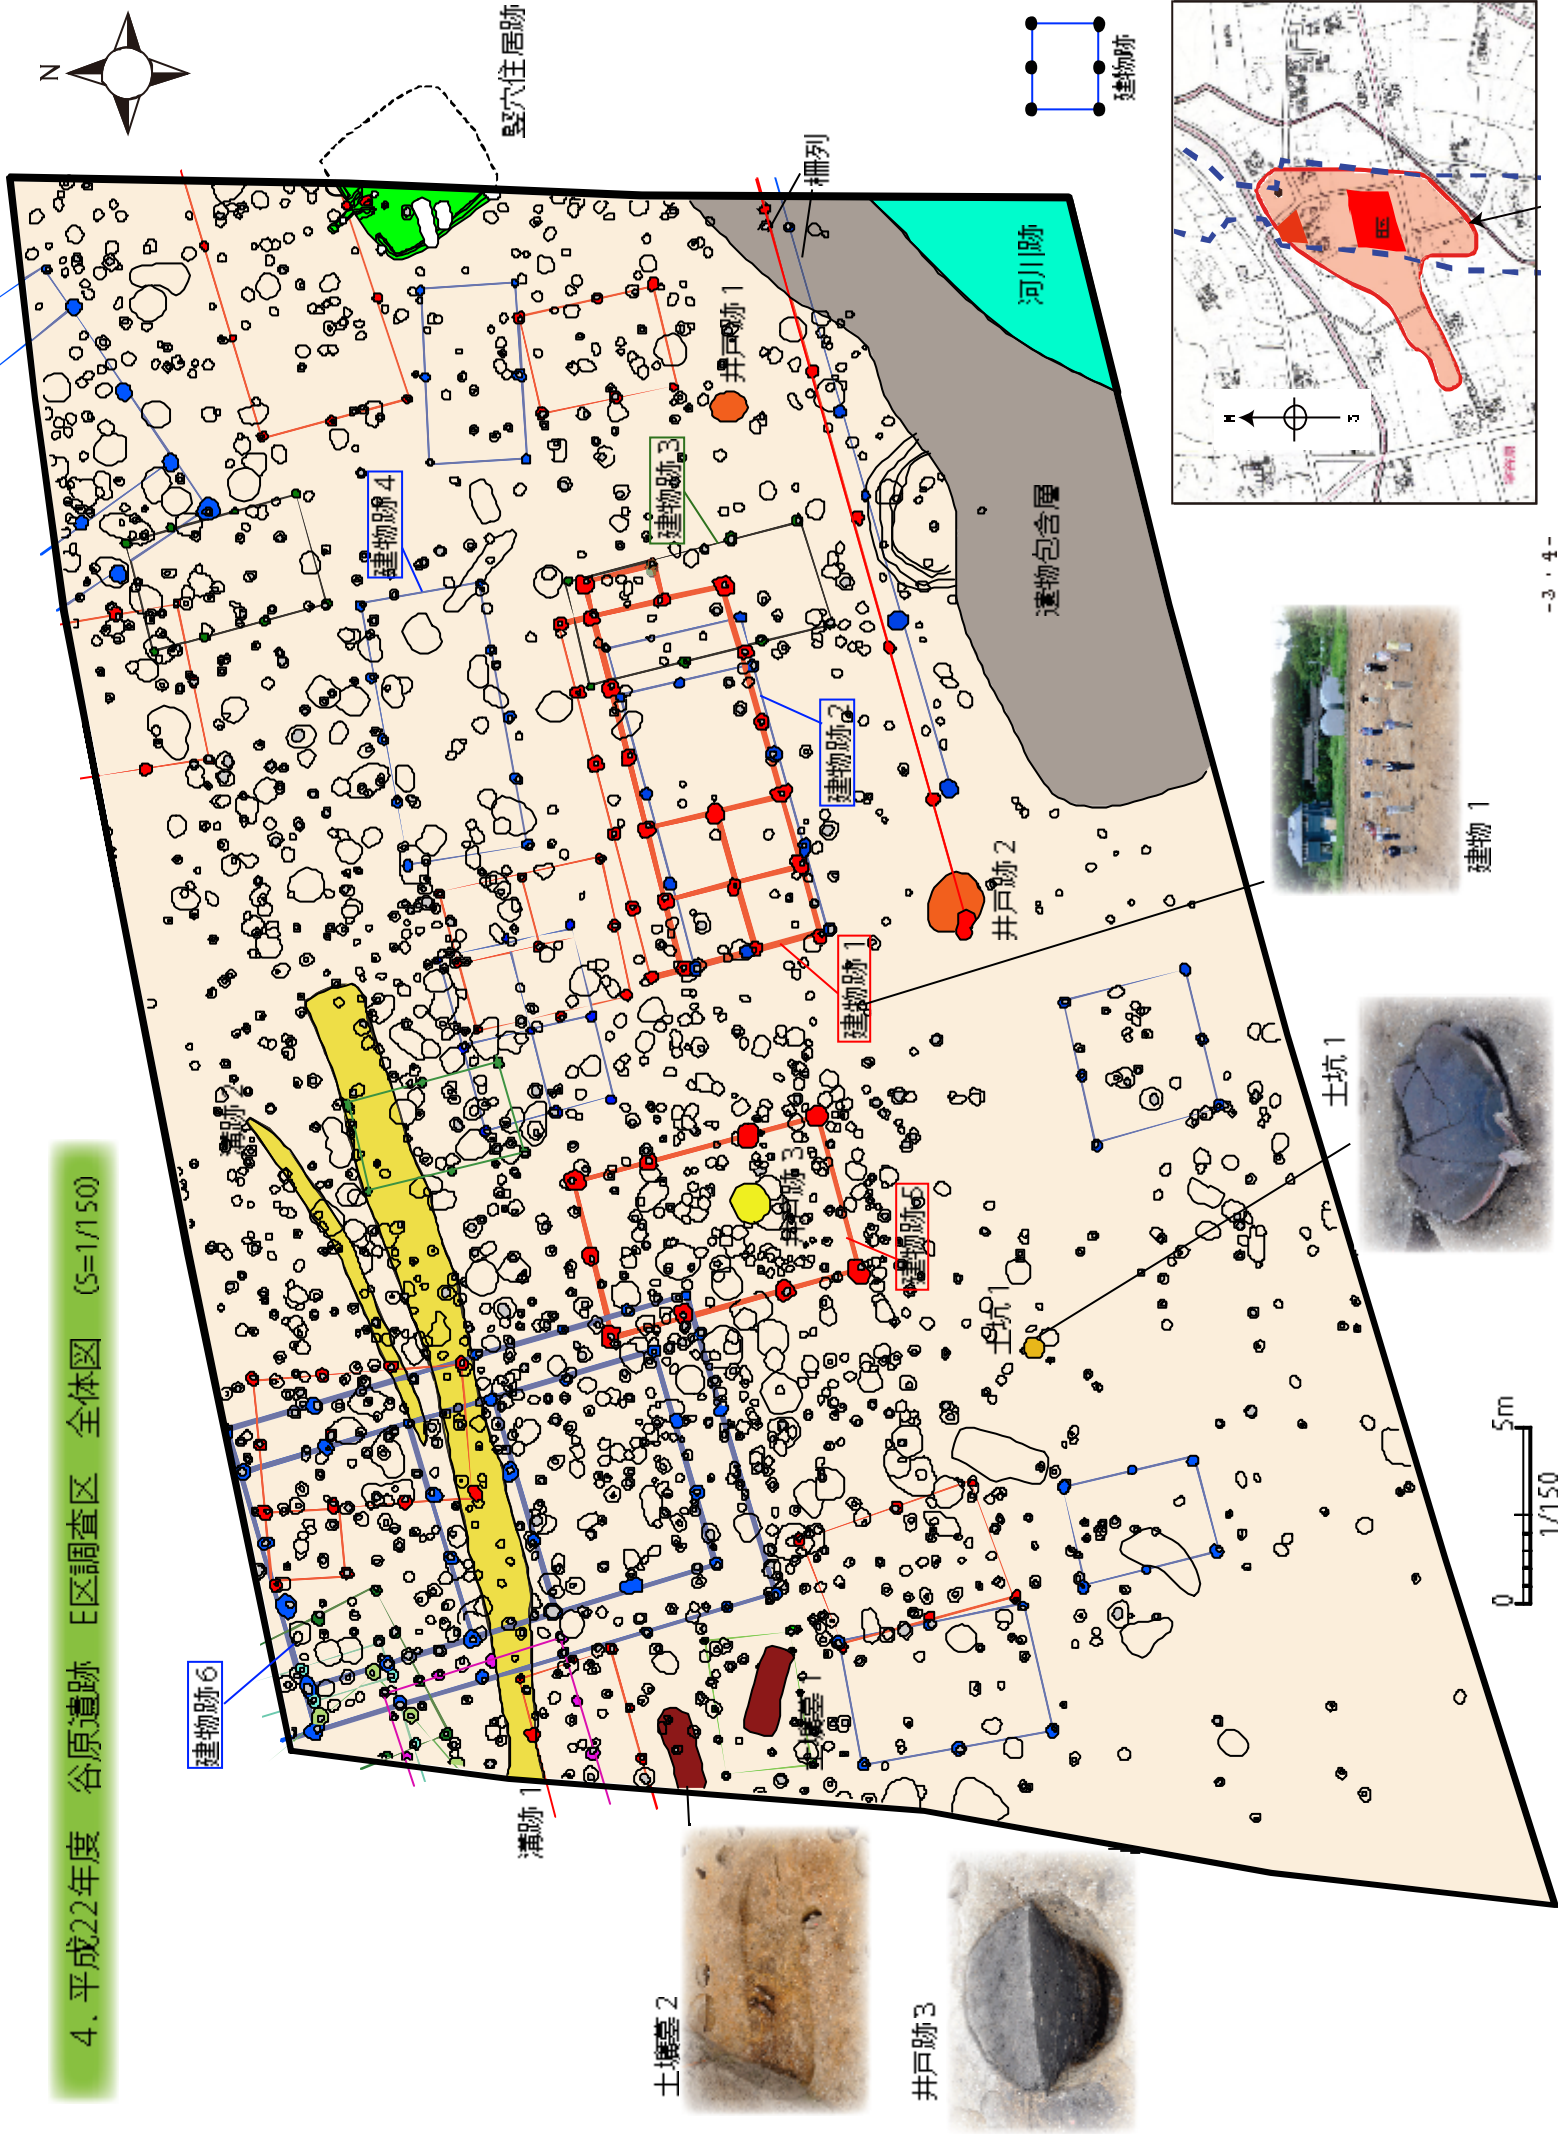 4. 平成22年度　谷原遺跡　E区調査区　全体図　(S=1/150)
N
竪穴住居跡
柵列
建物跡
河川跡
井戸跡1
建物跡4
建物跡3
遺物包含層
建物跡2
井戸跡2
建物跡1
建物1
溝跡2
井戸跡3
建物跡5
土坑1
土坑1
建物跡6
溝跡1
土壙墓1
土壙墓2
井戸跡3
0
5m
1/150
E区
N
-3・4-